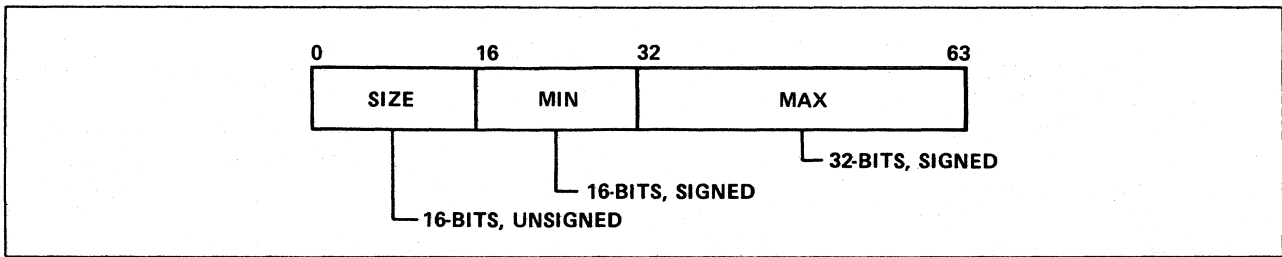 0 16 32 63
SIZE MIN MAX
32-BITS, SIGNED
16-BITS, SIGNED
16-BITS, UNSIGNED